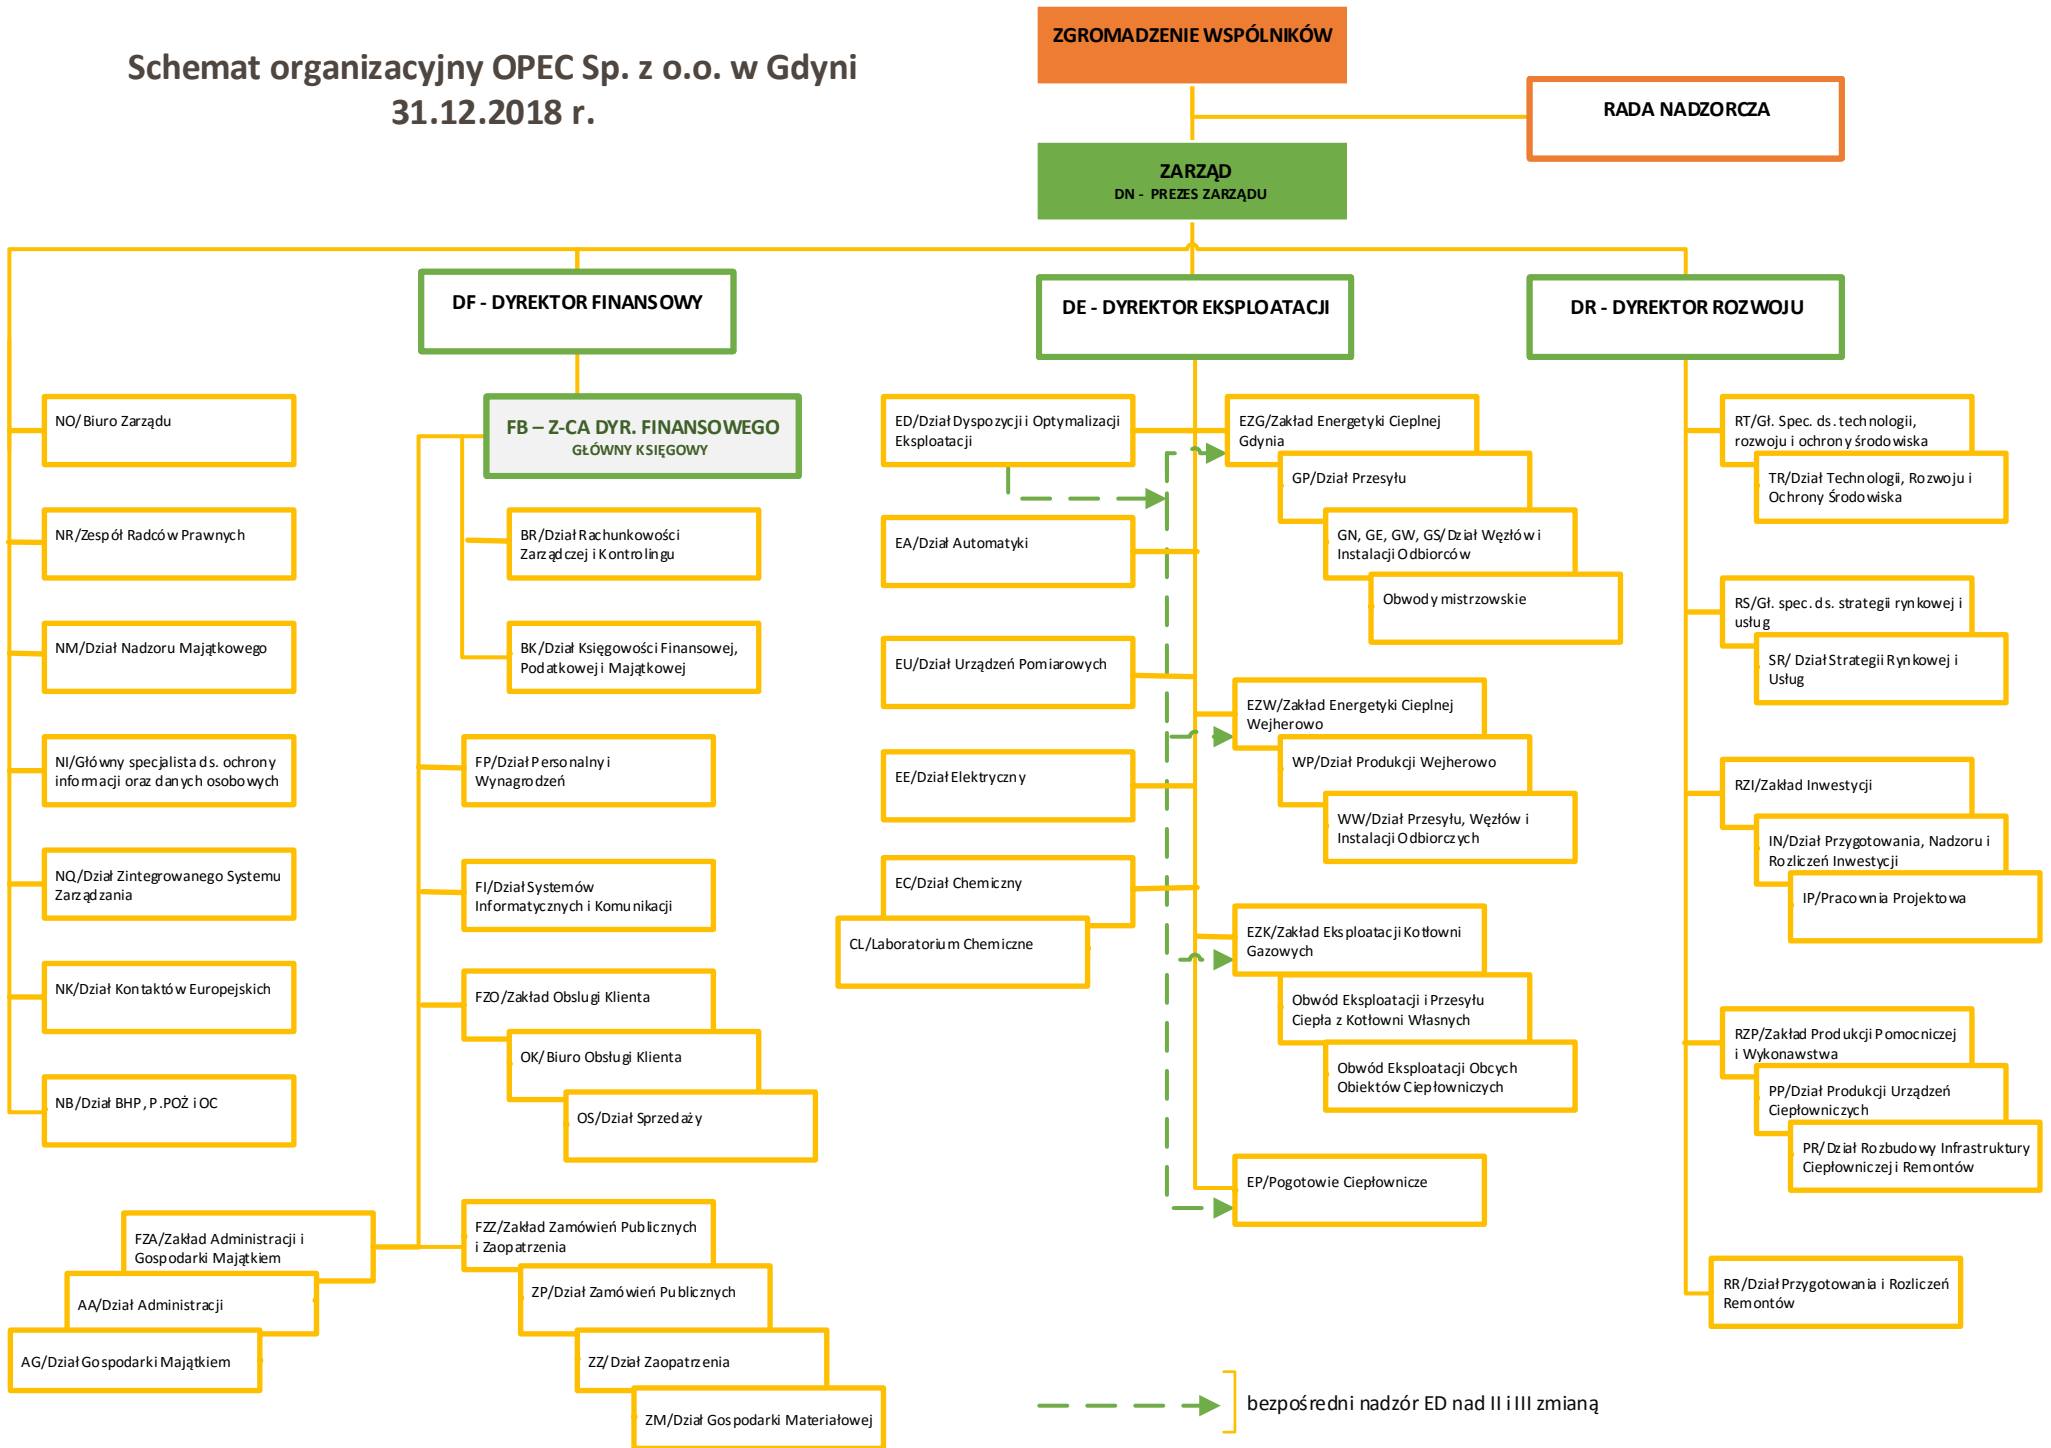 Schemat organizacyjny OPEC Sp. z o.o. w Gdyni
31.12.2018 r.
ZGROMADZENIE WSPÓLNIKÓW
RADA NADZORCZA
ZARZĄD
DN - PREZES ZARZĄDU
DF - DYREKTOR FINANSOWY
DE - DYREKTOR EKSPLOATACJI
DR - DYREKTOR ROZWOJU
NO/Biuro Zarządu
NR/Zespół Radców Prawnych
NM/Dział Nadzoru Majątkowego
NI/Główny specjalista ds. ochrony
informacji oraz danych osobowych
NQ/Dział Zintegrowanego Systemu
Zarządzania
NK/Dział Kontaktów Europejskich
NB/Dział BHP, P.POŻ i OC
FB – Z-CA DYR. FINANSOWEGO
GŁÓWNY KSIĘGOWY
BR/Dział Rachunkowości
Zarządczej i Kontrolingu
BK/Dział Księgowości Finansowej,
Podatkowej i Majątkowej
FP/Dział Personalny i
Wynagrodzeń
FI/Dział Systemów
Informatycznych i Komunikacji
FZO/Zakład Obslugi Klienta
OK/Biuro Obsługi Klienta
OS/Dział Sprzedaży
FZA/Zakład Administracji i
Gospodarki Majątkiem
AA/Dział Administracji
AG/Dział Gospodarki Majątkiem
FZZ/Zakład Zamówień Publicznych
i Zaopatrzenia
ZP/Dział Zamówień Publicznych
ZZ/Dział Zaopatrzenia
ZM/Dział Gospodarki Materiałowej
ED/Dział Dyspozycji i Optymalizacji
Eksploatacji
EA/Dział Automatyki
EU/Dział Urządzeń Pomiarowych
EE/Dział Elektryczny
EC/Dział Chemiczny
CL/Laboratorium Chemiczne
EZG/Zakład Energetyki Cieplnej
Gdynia
GP/Dział Przesyłu
GN, GE, GW, GS/Dział Węzłów i
Instalacji Odbiorców
Obwody mistrzowskie
EZW/Zakład Energetyki Cieplnej
Wejherowo
WP/Dział Produkcji Wejherowo
WW/Dział Przesyłu, Węzłów i
Instalacji Odbiorczych
EZK/Zakład Eksploatacji Kotłowni
Gazowych
Obwód Eksploatacji i Przesyłu
Ciepła z Kotłowni Własnych
Obwód Eksploatacji Obcych
Obiektów Ciepłowniczych
EP/Pogotowie Ciepłownicze
RT/Gł. Spec. ds. technologii,
rozwoju i ochrony środowiska
TR/Dział Technologii, Rozwoju i
Ochrony Środowiska
RS/Gł. spec. ds. strategii rynkowej i
usług
SR/ Dział Strategii Rynkowej i
Usług
RZI/Zakład Inwestycji
IN/Dział Przygotowania, Nadzoru i
Rozliczeń Inwestycji
IP/Pracownia Projektowa
RZP/Zakład Produkcji Pomocniczej
i Wykonawstwa
PP/Dział Produkcji Urządzeń
Ciepłowniczych
PR/Dział Rozbudowy Infrastruktury
Ciepłowniczej i Remontów
RR/Dział Przygotowania i Rozliczeń
Remontów
bezpośredni nadzór ED nad II i III zmianą